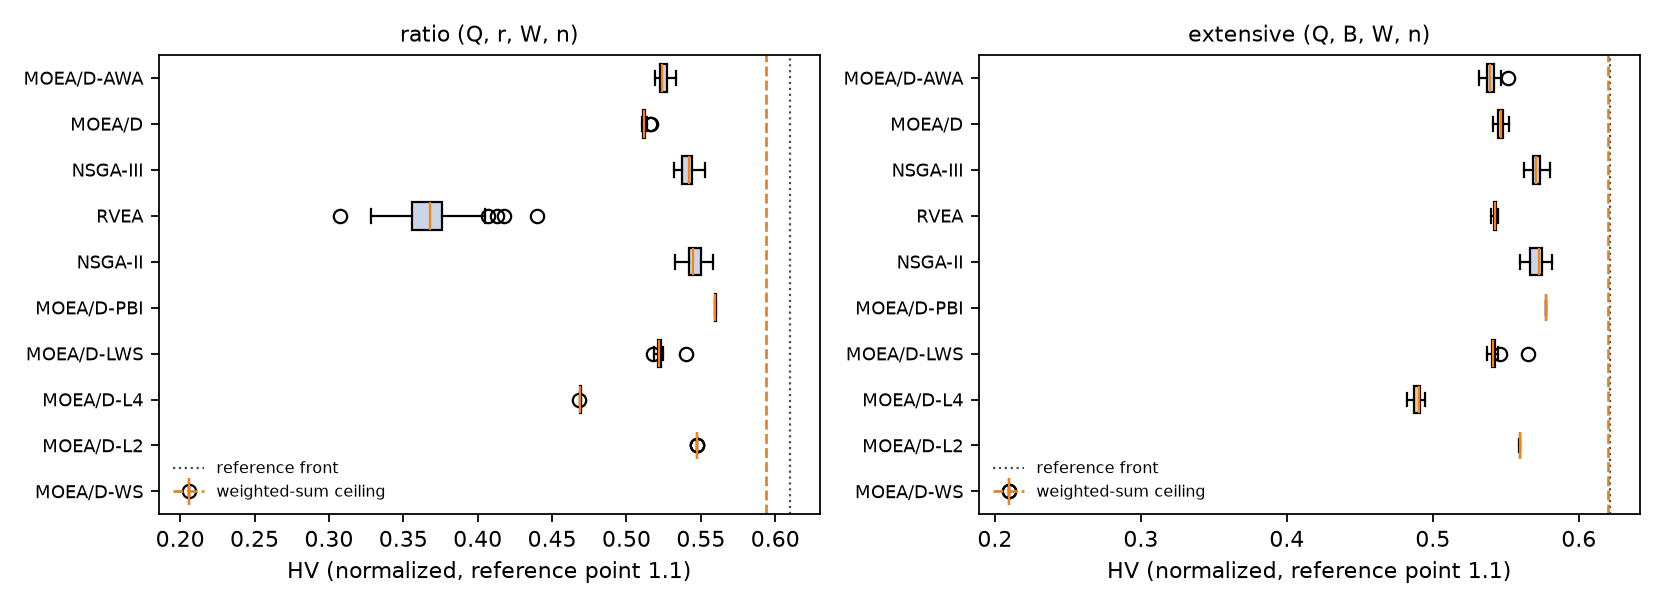 ratio (Q, r, W, n)
MOEA/D-AWA
MOEA/D
NSGA-III
RVEA
NSGA-II
MOEA/D-PBI
MOEA/D-LWS
MOEA/D-L4
MOEA/D-L2
MOEA/D-WS
reference front
weighted-sum ceiling
0.20 0.25 0.30 0.35 0.40 0.45 0.50 0.55 0.60
HV (normalized, reference point 1.1)
extensive (Q, B, W, n)
MOEA/D-AWA
MOEA/D
NSGA-III
RVEA
NSGA-II
MOEA/D-PBI
MOEA/D-LWS
MOEA/D-L4
MOEA/D-L2
MOEA/D-WS
reference front
weighted-sum ceiling
0.2 0.3 0.4 0.5 0.6
HV (normalized, reference point 1.1)